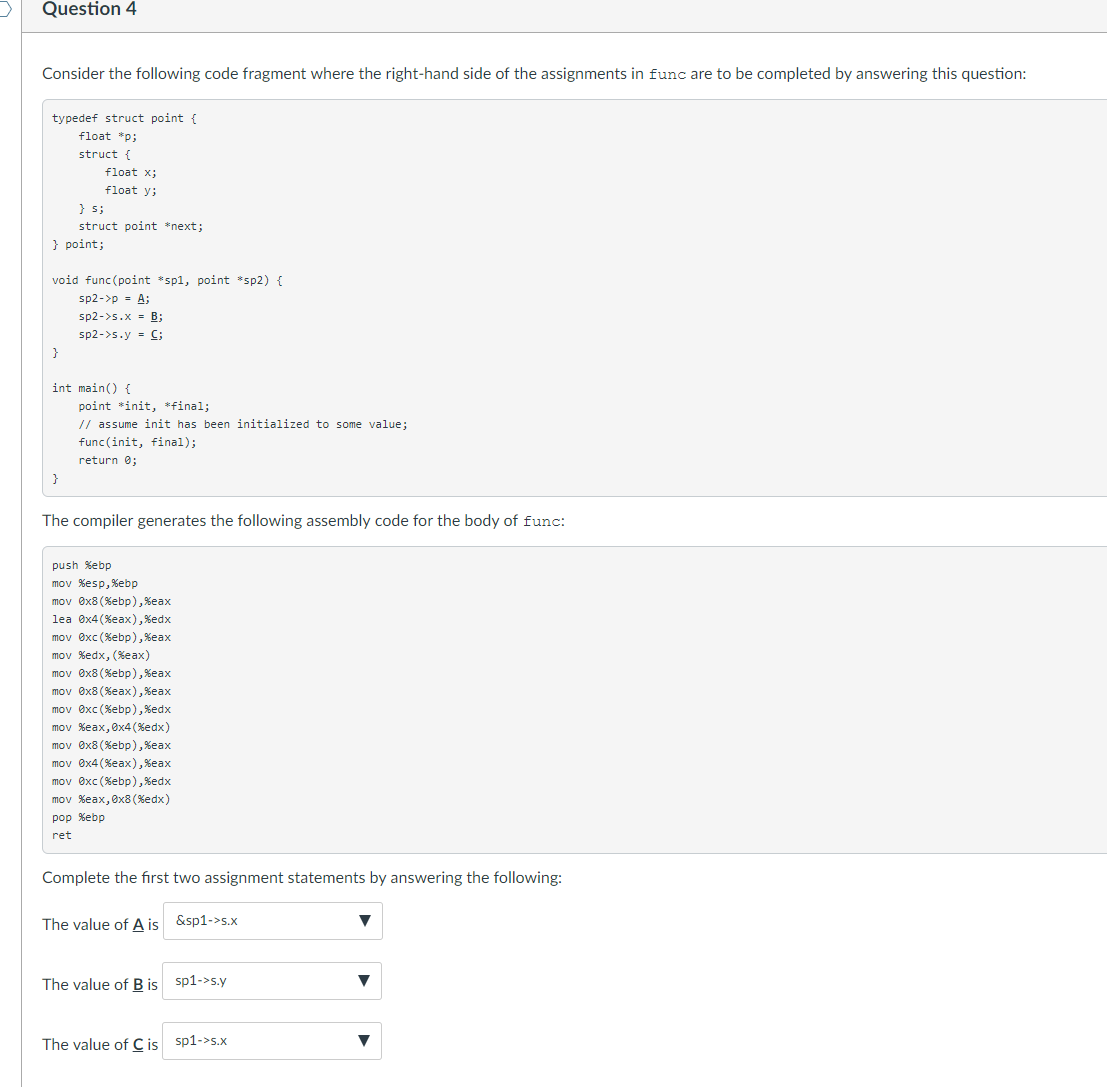 Question 4
Consider the following code fragment where the right-hand side of the assignments in func are to be completed by answering this question:
typedef struct point {
    float *p;
    struct {
        float x;
        float y;
    } s;
    struct point *next;
} point;

void func(point *sp1, point *sp2) {
    sp2->p = A;
    sp2->s.x = B;
    sp2->s.y = C;
}

int main() {
    point *init, *final;
    // assume init has been initialized to some value;
    func(init, final);
    return 0;
}
The compiler generates the following assembly code for the body of func:
push %ebp
mov %esp,%ebp
mov 0x8(%ebp),%eax
lea 0x4(%eax),%edx
mov 0xc(%ebp),%eax
mov %edx,(%eax)
mov 0x8(%ebp),%eax
mov 0x8(%eax),%eax
mov 0xc(%ebp),%edx
mov %eax,0x4(%edx)
mov 0x8(%ebp),%eax
mov 0x4(%eax),%eax
mov 0xc(%ebp),%edx
mov %eax,0x8(%edx)
pop %ebp
ret
Complete the first two assignment statements by answering the following:
The value of A is &sp1->s.x
The value of B is sp1->s.y
The value of C is sp1->s.x